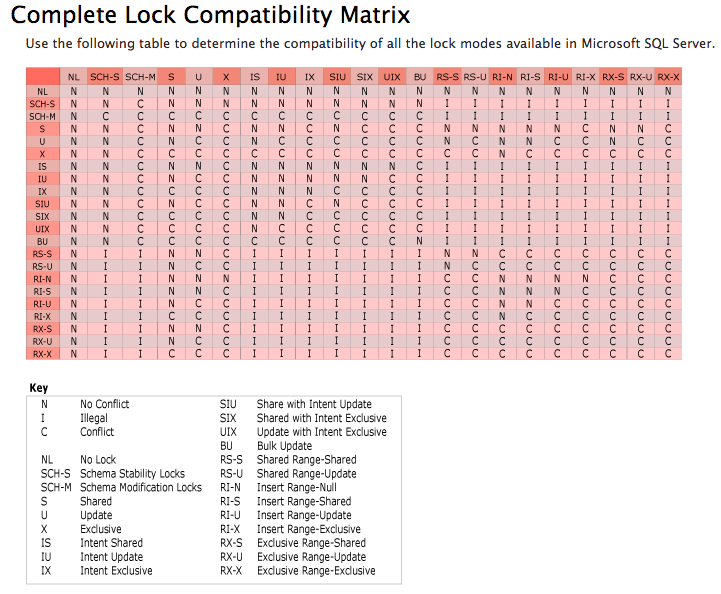 Complete Lock Compatibility Matrix
Use the following table to determine the compatibility of all the lock modes available in Microsoft SQL Server.
NL SCH-S SCH-M S U X IS IU IX SIU SIX UIX BU RS-S RS-U RI-N RI-S RI-U RI-X RX-S RX-U RX-X
NL N N N N N N N N N N N N N N N N N N N N N N
SCH-S N N C N N N N N N N N N N I I I I I I I I I
SCH-M N C C C C C C C C C C C C I I I I I I I I I
S N N C N N C N N C N C C C N N N N N C N N C
U N N C N C C N C C C C C C N C N N C C N C C
X N N C C C C C C C C C C C C C N C C C C C C
IS N N C N N C N N N N N N C I I I I I I I I I
IU N N C N C C N N N N N C C I I I I I I I I I
IX N N C C C C N N N C C C C I I I I I I I I I
SIU N N C N C C N N C N C C C I I I I I I I I I
SIX N N C C C C N N C C C C C I I I I I I I I I
UIX N N C C C C N C C C C C C I I I I I I I I I
BU N N C C C C C C C C C C N I I I I I I I I I
RS-S N I I N N C I I I I I I I N N C C C C C C C
RS-U N I I N C C I I I I I I I N C C C C C C C C
RI-N N I I N N N I I I I I I I C C N N N N C C C
RI-S N I I N N C I I I I I I I C C N N N C C C C
RI-U N I I N C C I I I I I I I C C N N C C C C C
RI-X N I I C C C I I I I I I I C C N C C C C C C
RX-S N I I N N C I I I I I I I C C C C C C C C C
RX-U N I I N C C I I I I I I I C C C C C C C C C
RX-X N I I C C C I I I I I I I C C C C C C C C C
Key
N No Conflict
I Illegal
C Conflict
NL No Lock
SCH-S Schema Stability Locks
SCH-M Schema Modification Locks
S Shared
U Update
X Exclusive
IS Intent Shared
IU Intent Update
IX Intent Exclusive
SIU Share with Intent Update
SIX Shared with Intent Exclusive
UIX Update with Intent Exclusive
BU Bulk Update
RS-S Shared Range-Shared
RS-U Shared Range-Update
RI-N Insert Range-Null
RI-S Insert Range-Shared
RI-U Insert Range-Update
RI-X Insert Range-Exclusive
RX-S Exclusive Range-Shared
RX-U Exclusive Range-Update
RX-X Exclusive Range-Exclusive